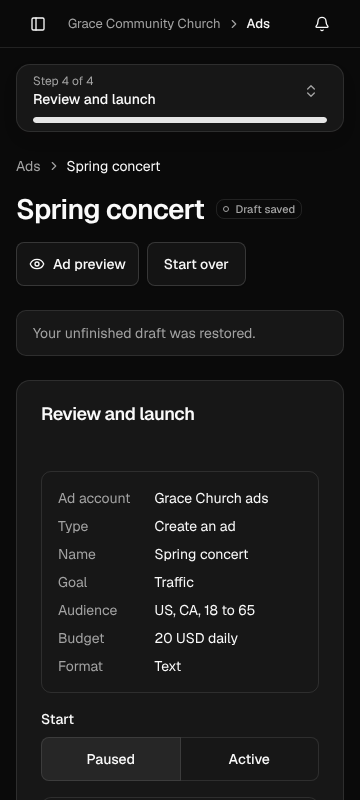 Grace Community Church > Ads
Step 4 of 4
Review and launch
Ads > Spring concert
Spring concert
Draft saved
Ad preview
Start over
Your unfinished draft was restored.
Review and launch
Ad account Grace Church ads
Type Create an ad
Name Spring concert
Goal Traffic
Audience US, CA, 18 to 65
Budget 20 USD daily
Format Text
Start
Paused Active